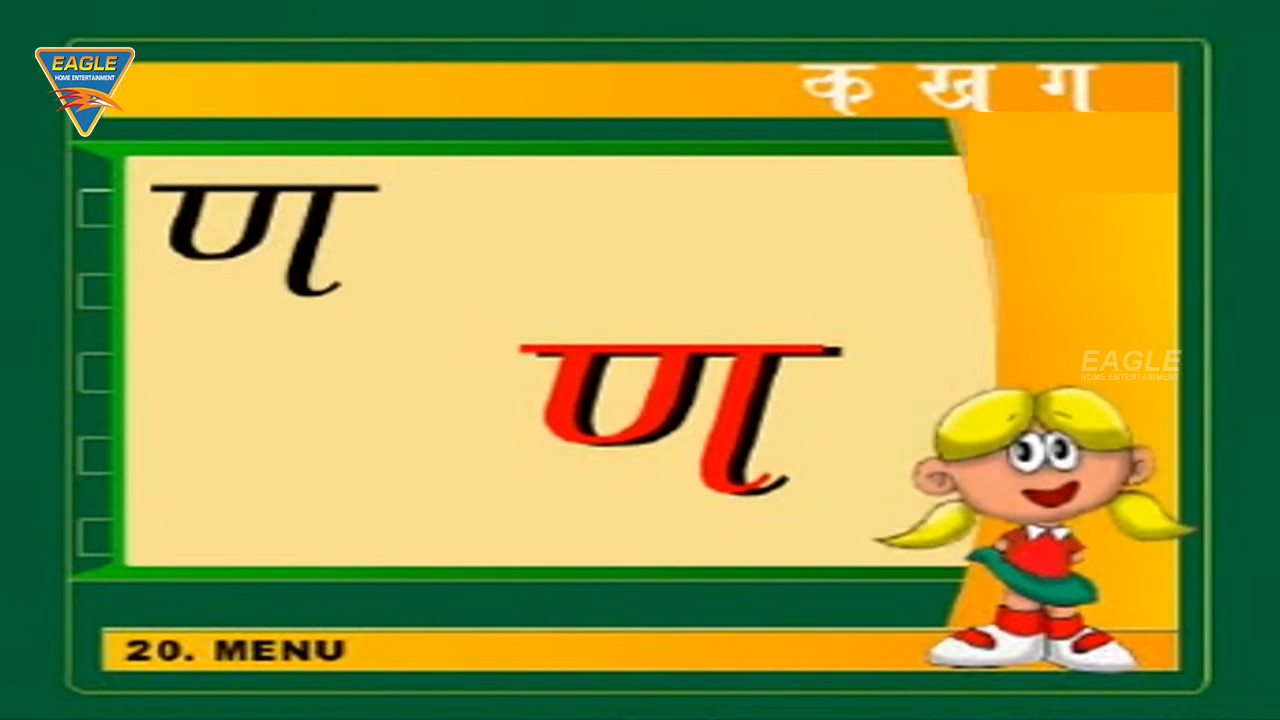 EAGLE
HOME ENTERTAINMENT
क ख ग
ण
ण
EAGLE
HOME ENTERTAINMENT
20. MENU